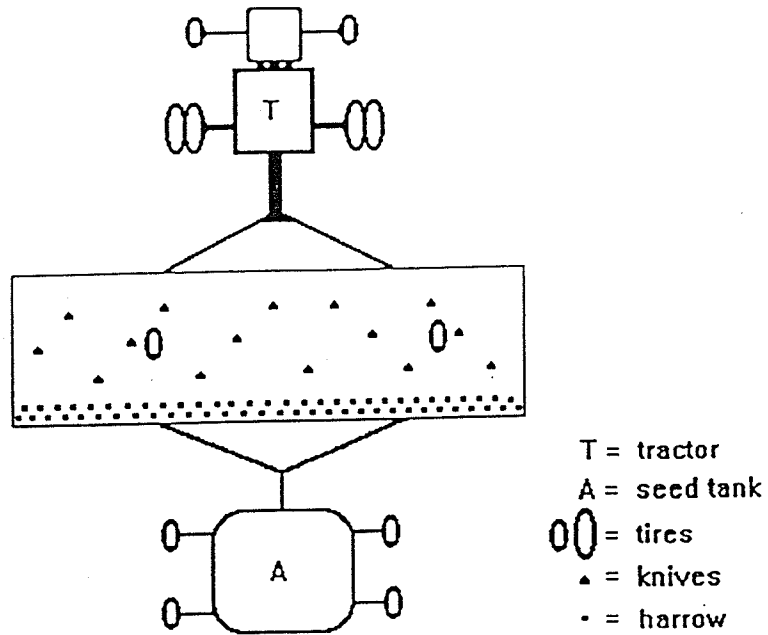 T
A
T = tractor
A = seed tank
= tires
= knives
= harrow